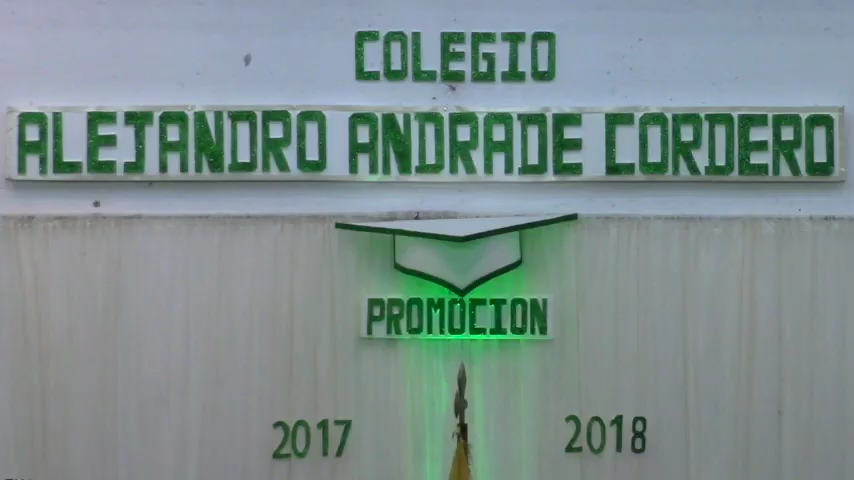 COLEGIO
ALEJANDRO ANDRADE CORDERO
PROMOCION
2017 2018